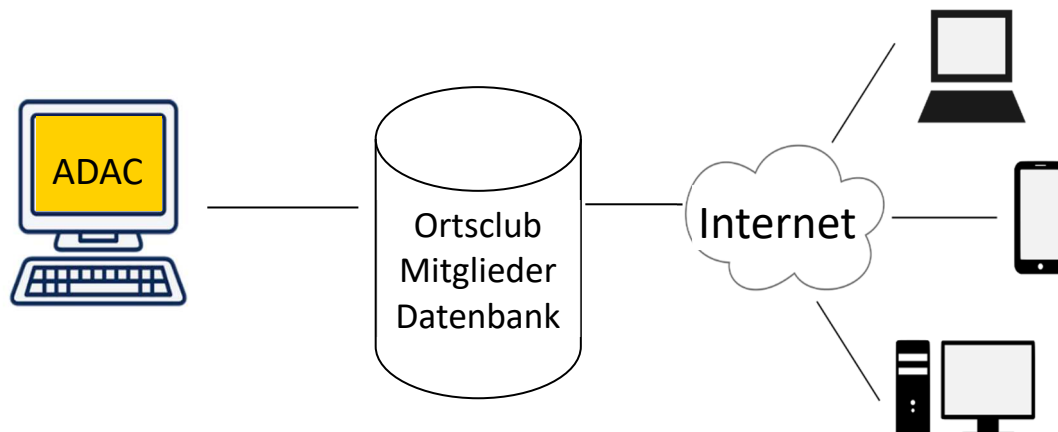 ADAC
Ortsclub
Mitglieder
Datenbank
Internet